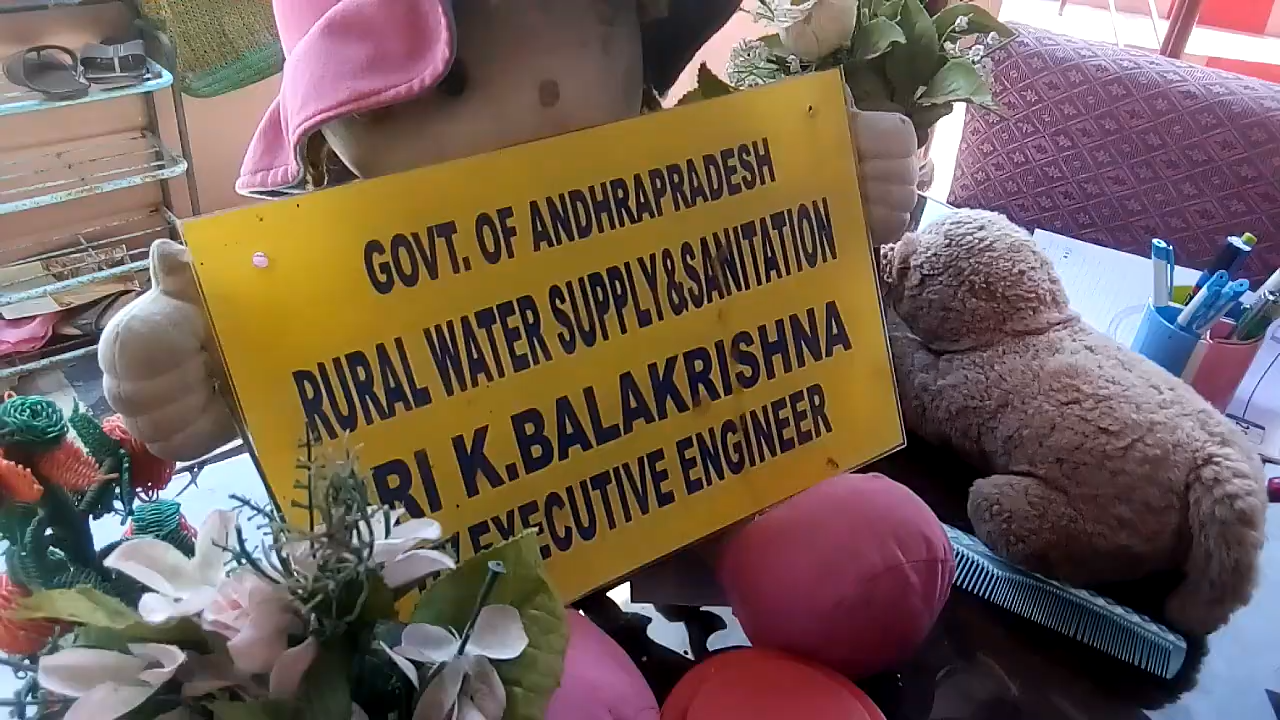 GOVT. OF ANDHRAPRADESH
RURAL WATER SUPPLY&SANITATION
RI K.BALAKRISHNA
EXECUTIVE ENGINEER